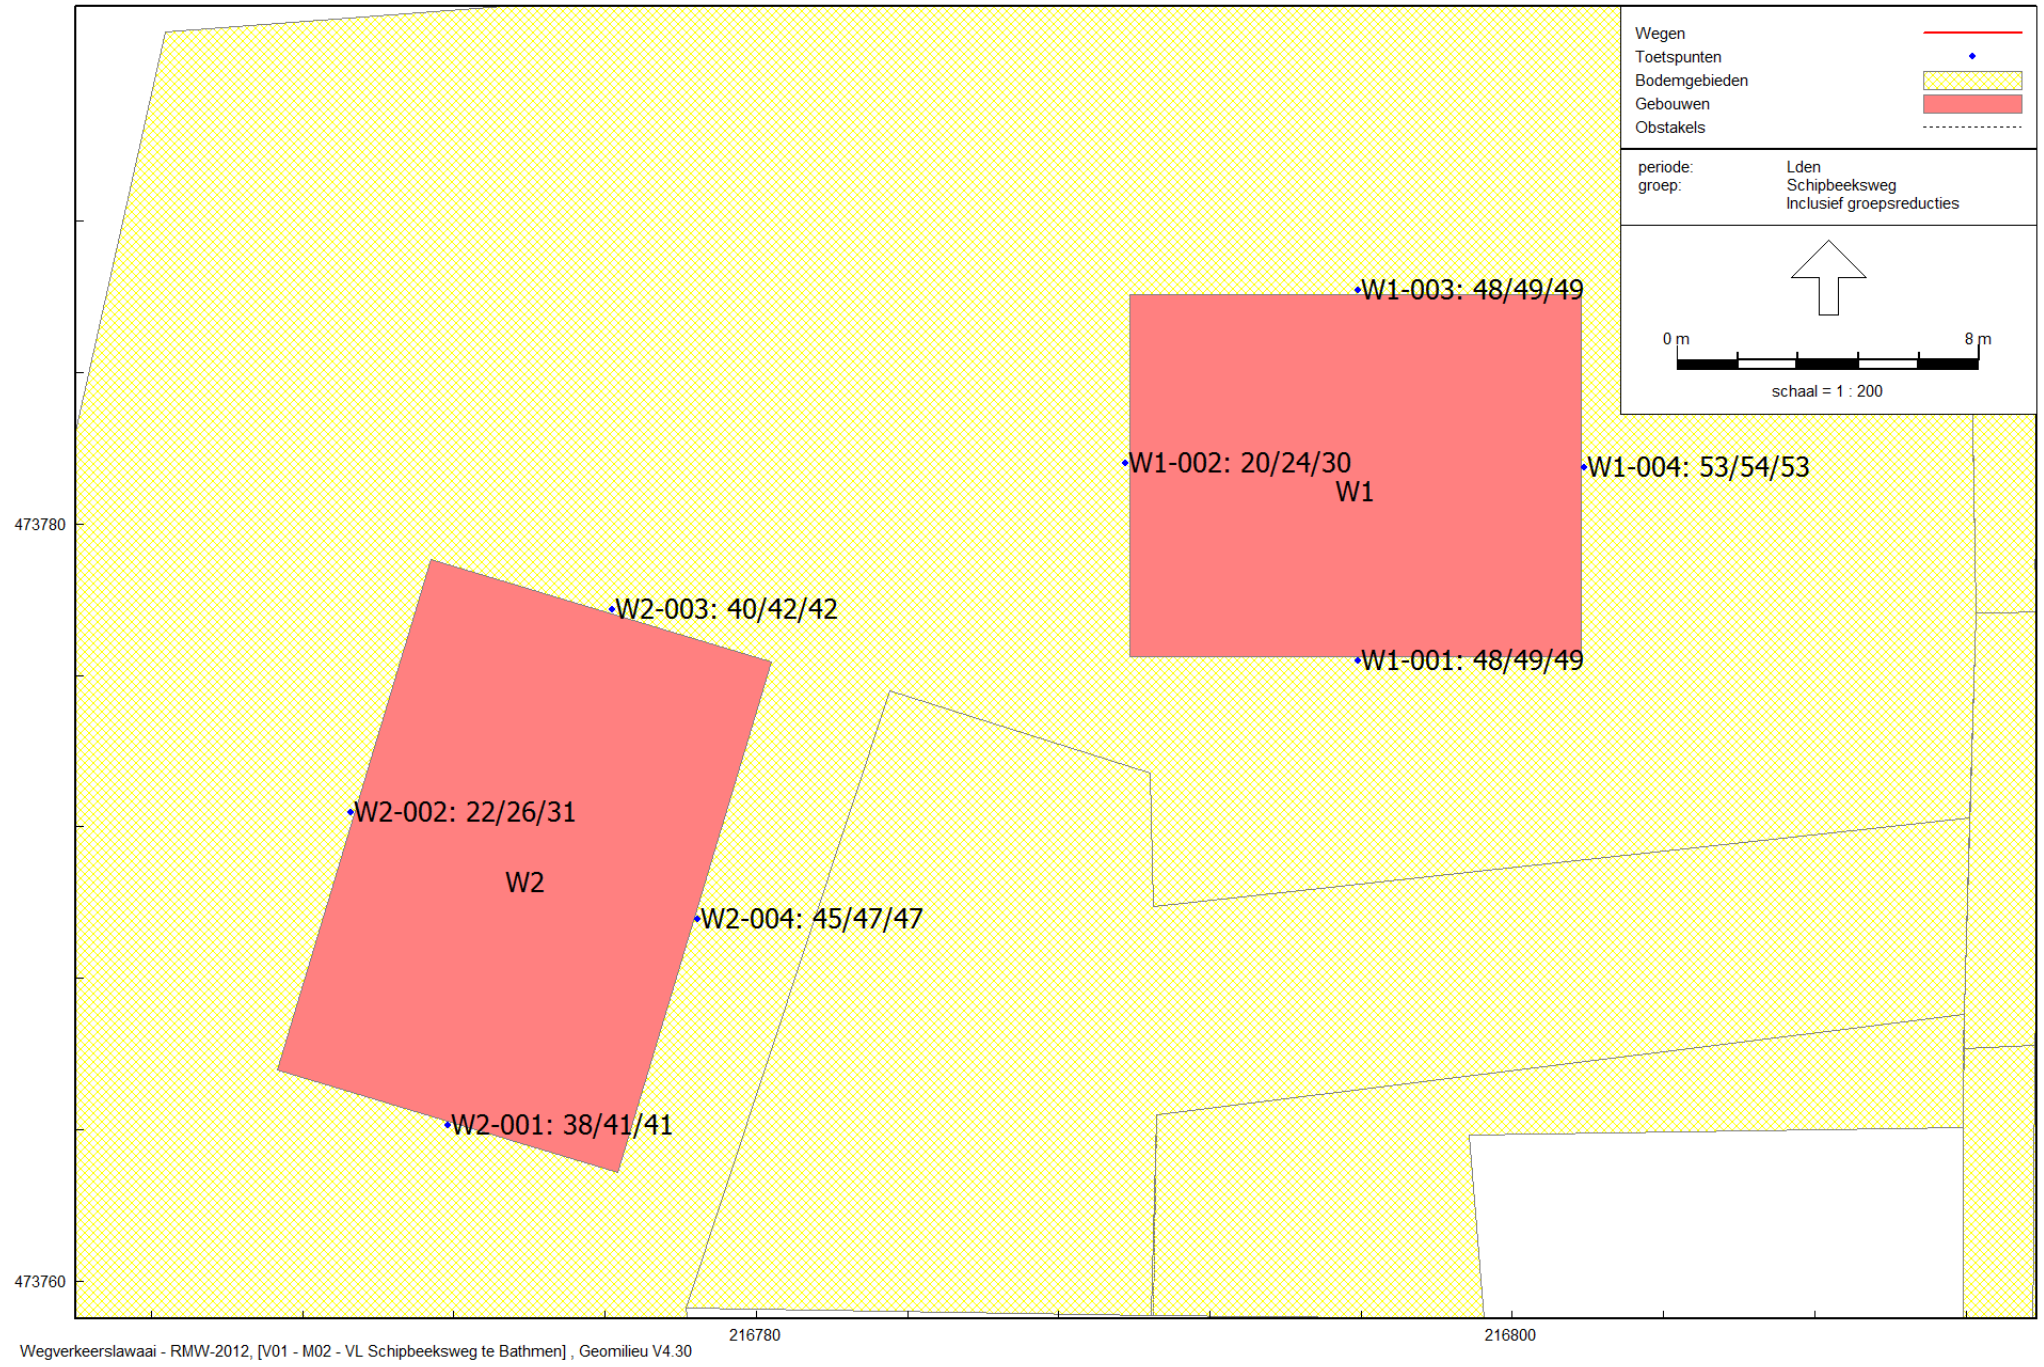 Wegen
Toetspunten
Bodemgebieden
Gebouwen
Obstakels
periode: Lden
groep: Schipbeeksweg
Inclusief groepsreducties
0 m 8 m
schaal = 1 : 200
W1-003: 48/49/49
W1-002: 20/24/30
W1-004: 53/54/53
W1
473780
W2-003: 40/42/42
W1-001: 48/49/49
W2-002: 22/26/31
W2
W2-004: 45/47/47
W2-001: 38/41/41
473760
216780 216800
Wegverkeerslawaai - RMW-2012, [V01 - M02 - VL Schipbeeksweg te Bathmen] , Geomilieu V4.30